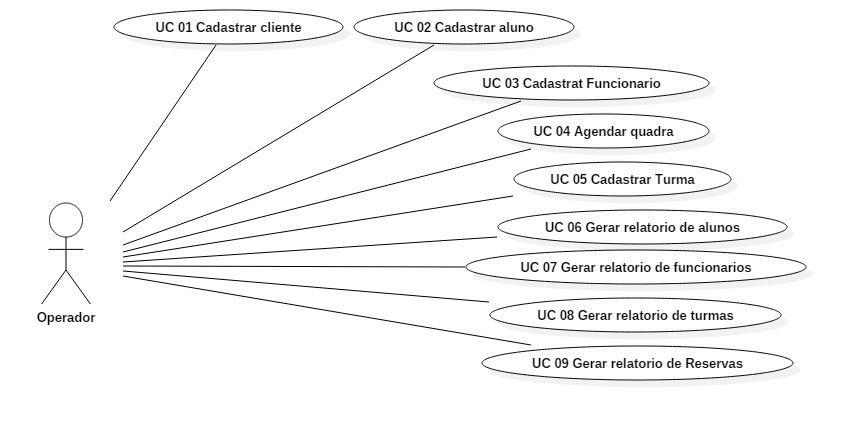 UC 01 Cadastrar cliente
UC 02 Cadastrar aluno
UC 03 Cadastrat Funcionario
UC 04 Agendar quadra
UC 05 Cadastrar Turma
UC 06 Gerar relatorio de alunos
UC 07 Gerar relatorio de funcionarios
UC 08 Gerar relatorio de turmas
Operador
UC 09 Gerar relatorio de Reservas